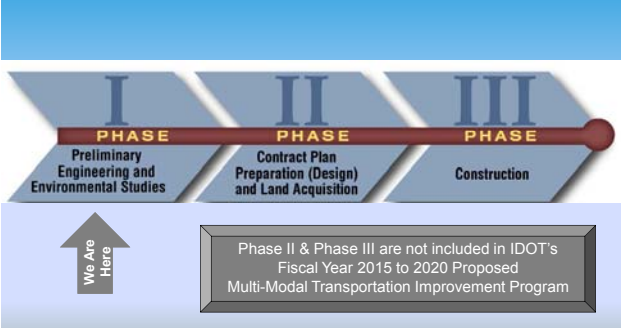 I
PHASE
Preliminary
Engineering and
Environmental Studies
II
PHASE
Contract Plan
Preparation (Design)
and Land Acquisition
III
PHASE
Construction
We Are
Here
Phase II & Phase III are not included in IDOT's
Fiscal Year 2015 to 2020 Proposed
Multi-Modal Transportation Improvement Program